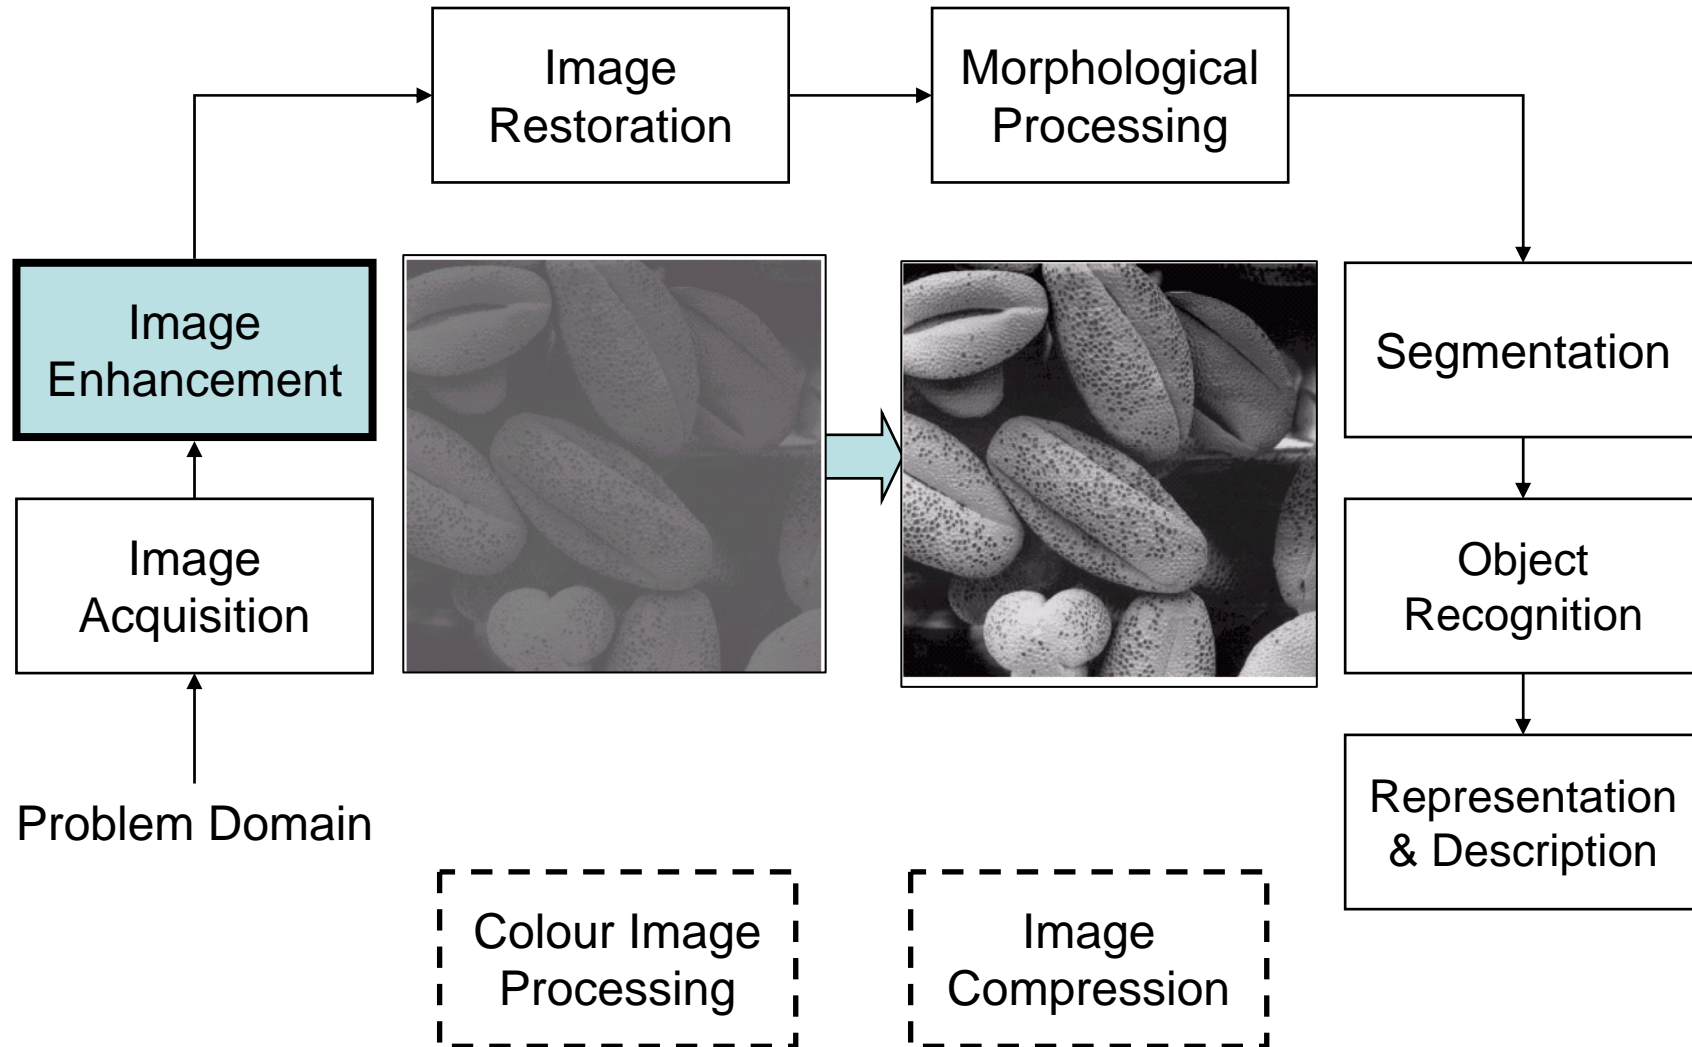 Image
Restoration
Morphological
Processing
Image
Enhancement
Segmentation
Image
Acquisition
Object
Recognition
Problem Domain
Representation
& Description
Colour Image
Processing
Image
Compression